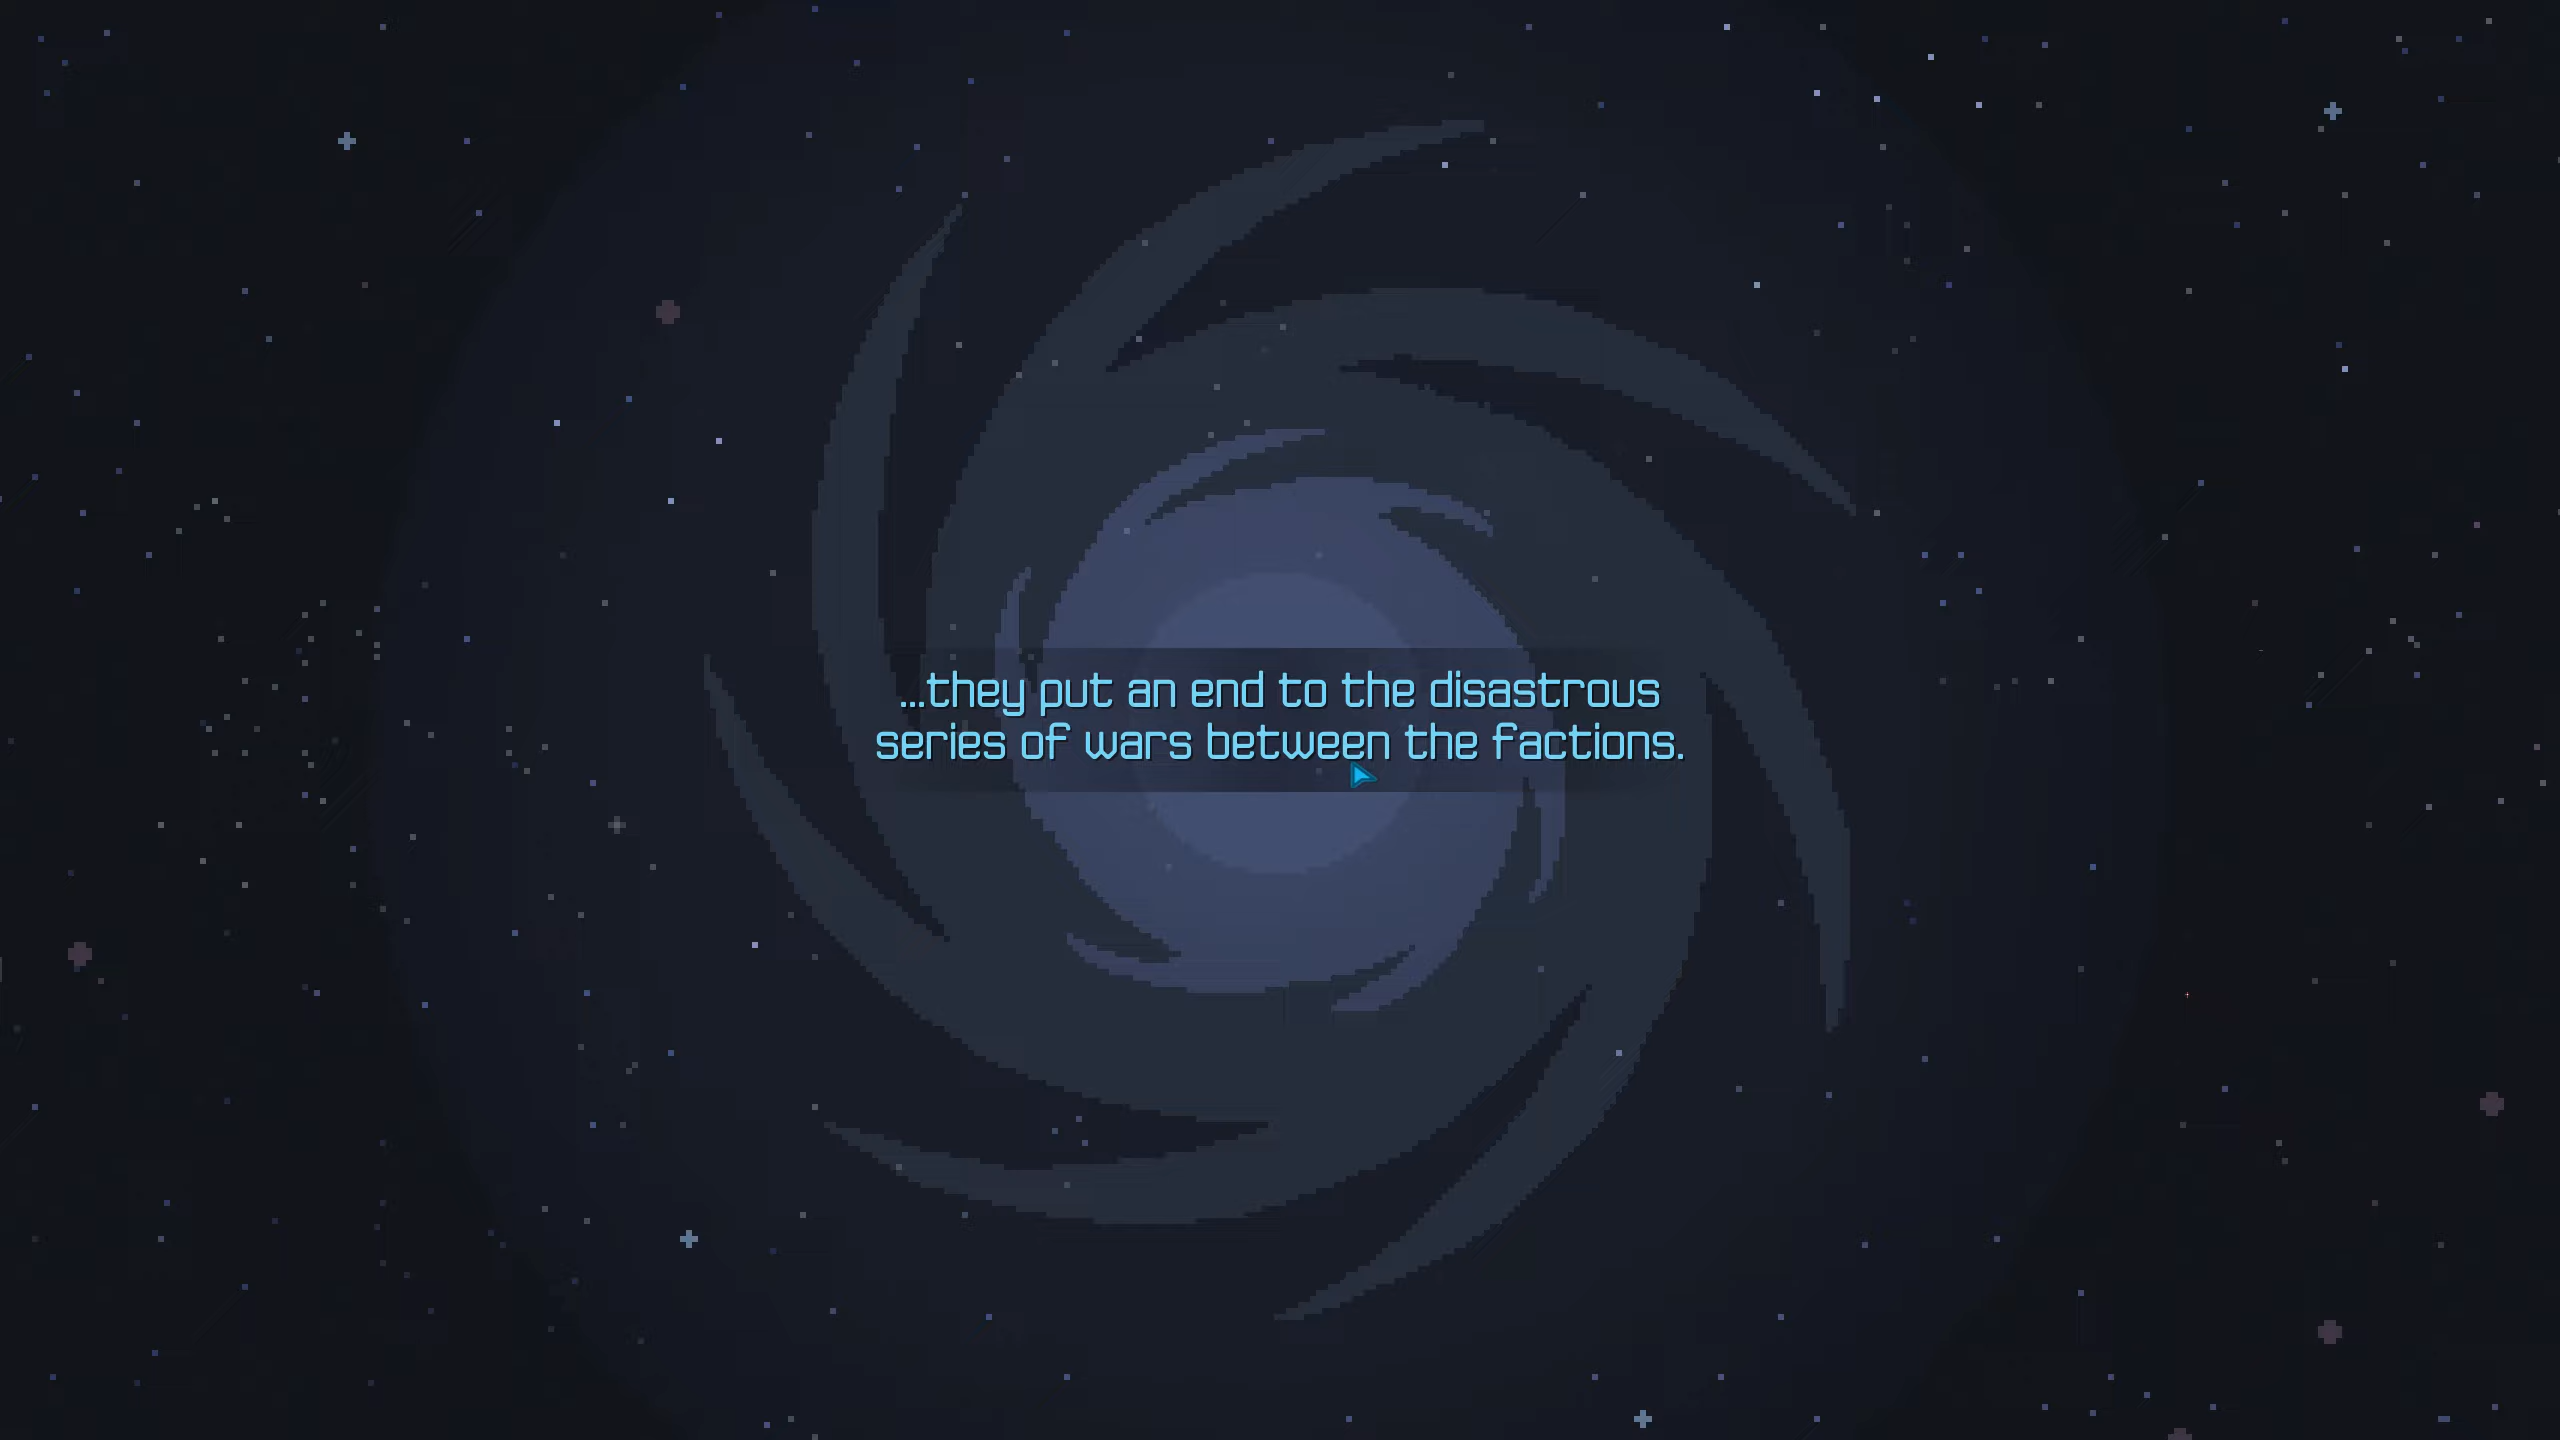 ...they put an end to the disastrous
series of wars between the factions.